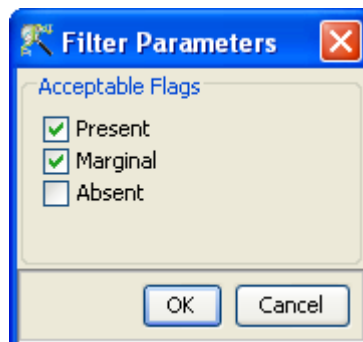 Filter Parameters
Acceptable Flags
Present
Marginal
Absent
OK Cancel